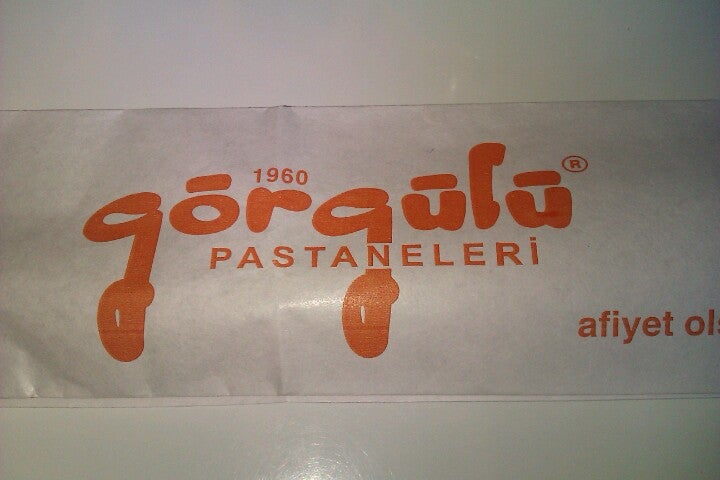 1960
görgülü ®
PASTANELERİ
afiyet ols